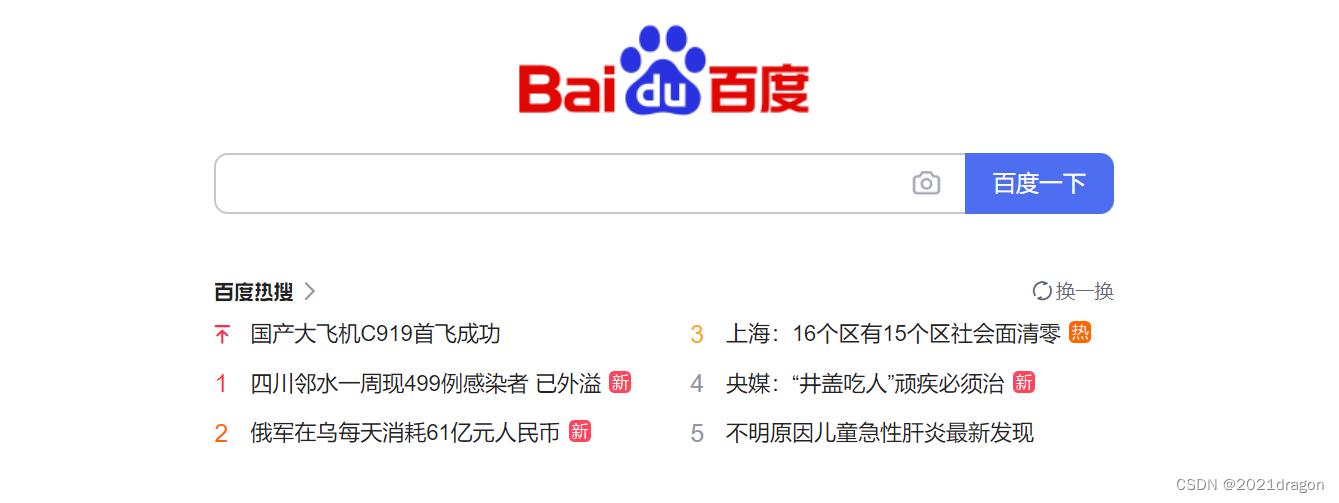 Baidu百度
百度一下
百度热搜
换一换
国产大飞机C919首飞成功
1 四川邻水一周现499例感染者 已外溢 新
2 俄军在乌每天消耗61亿元人民币 新
3 上海：16个区有15个区社会面清零 热
4 央媒：“井盖吃人”顽疾必须治 新
5 不明原因儿童急性肝炎最新发现
CSDN @2021dragon